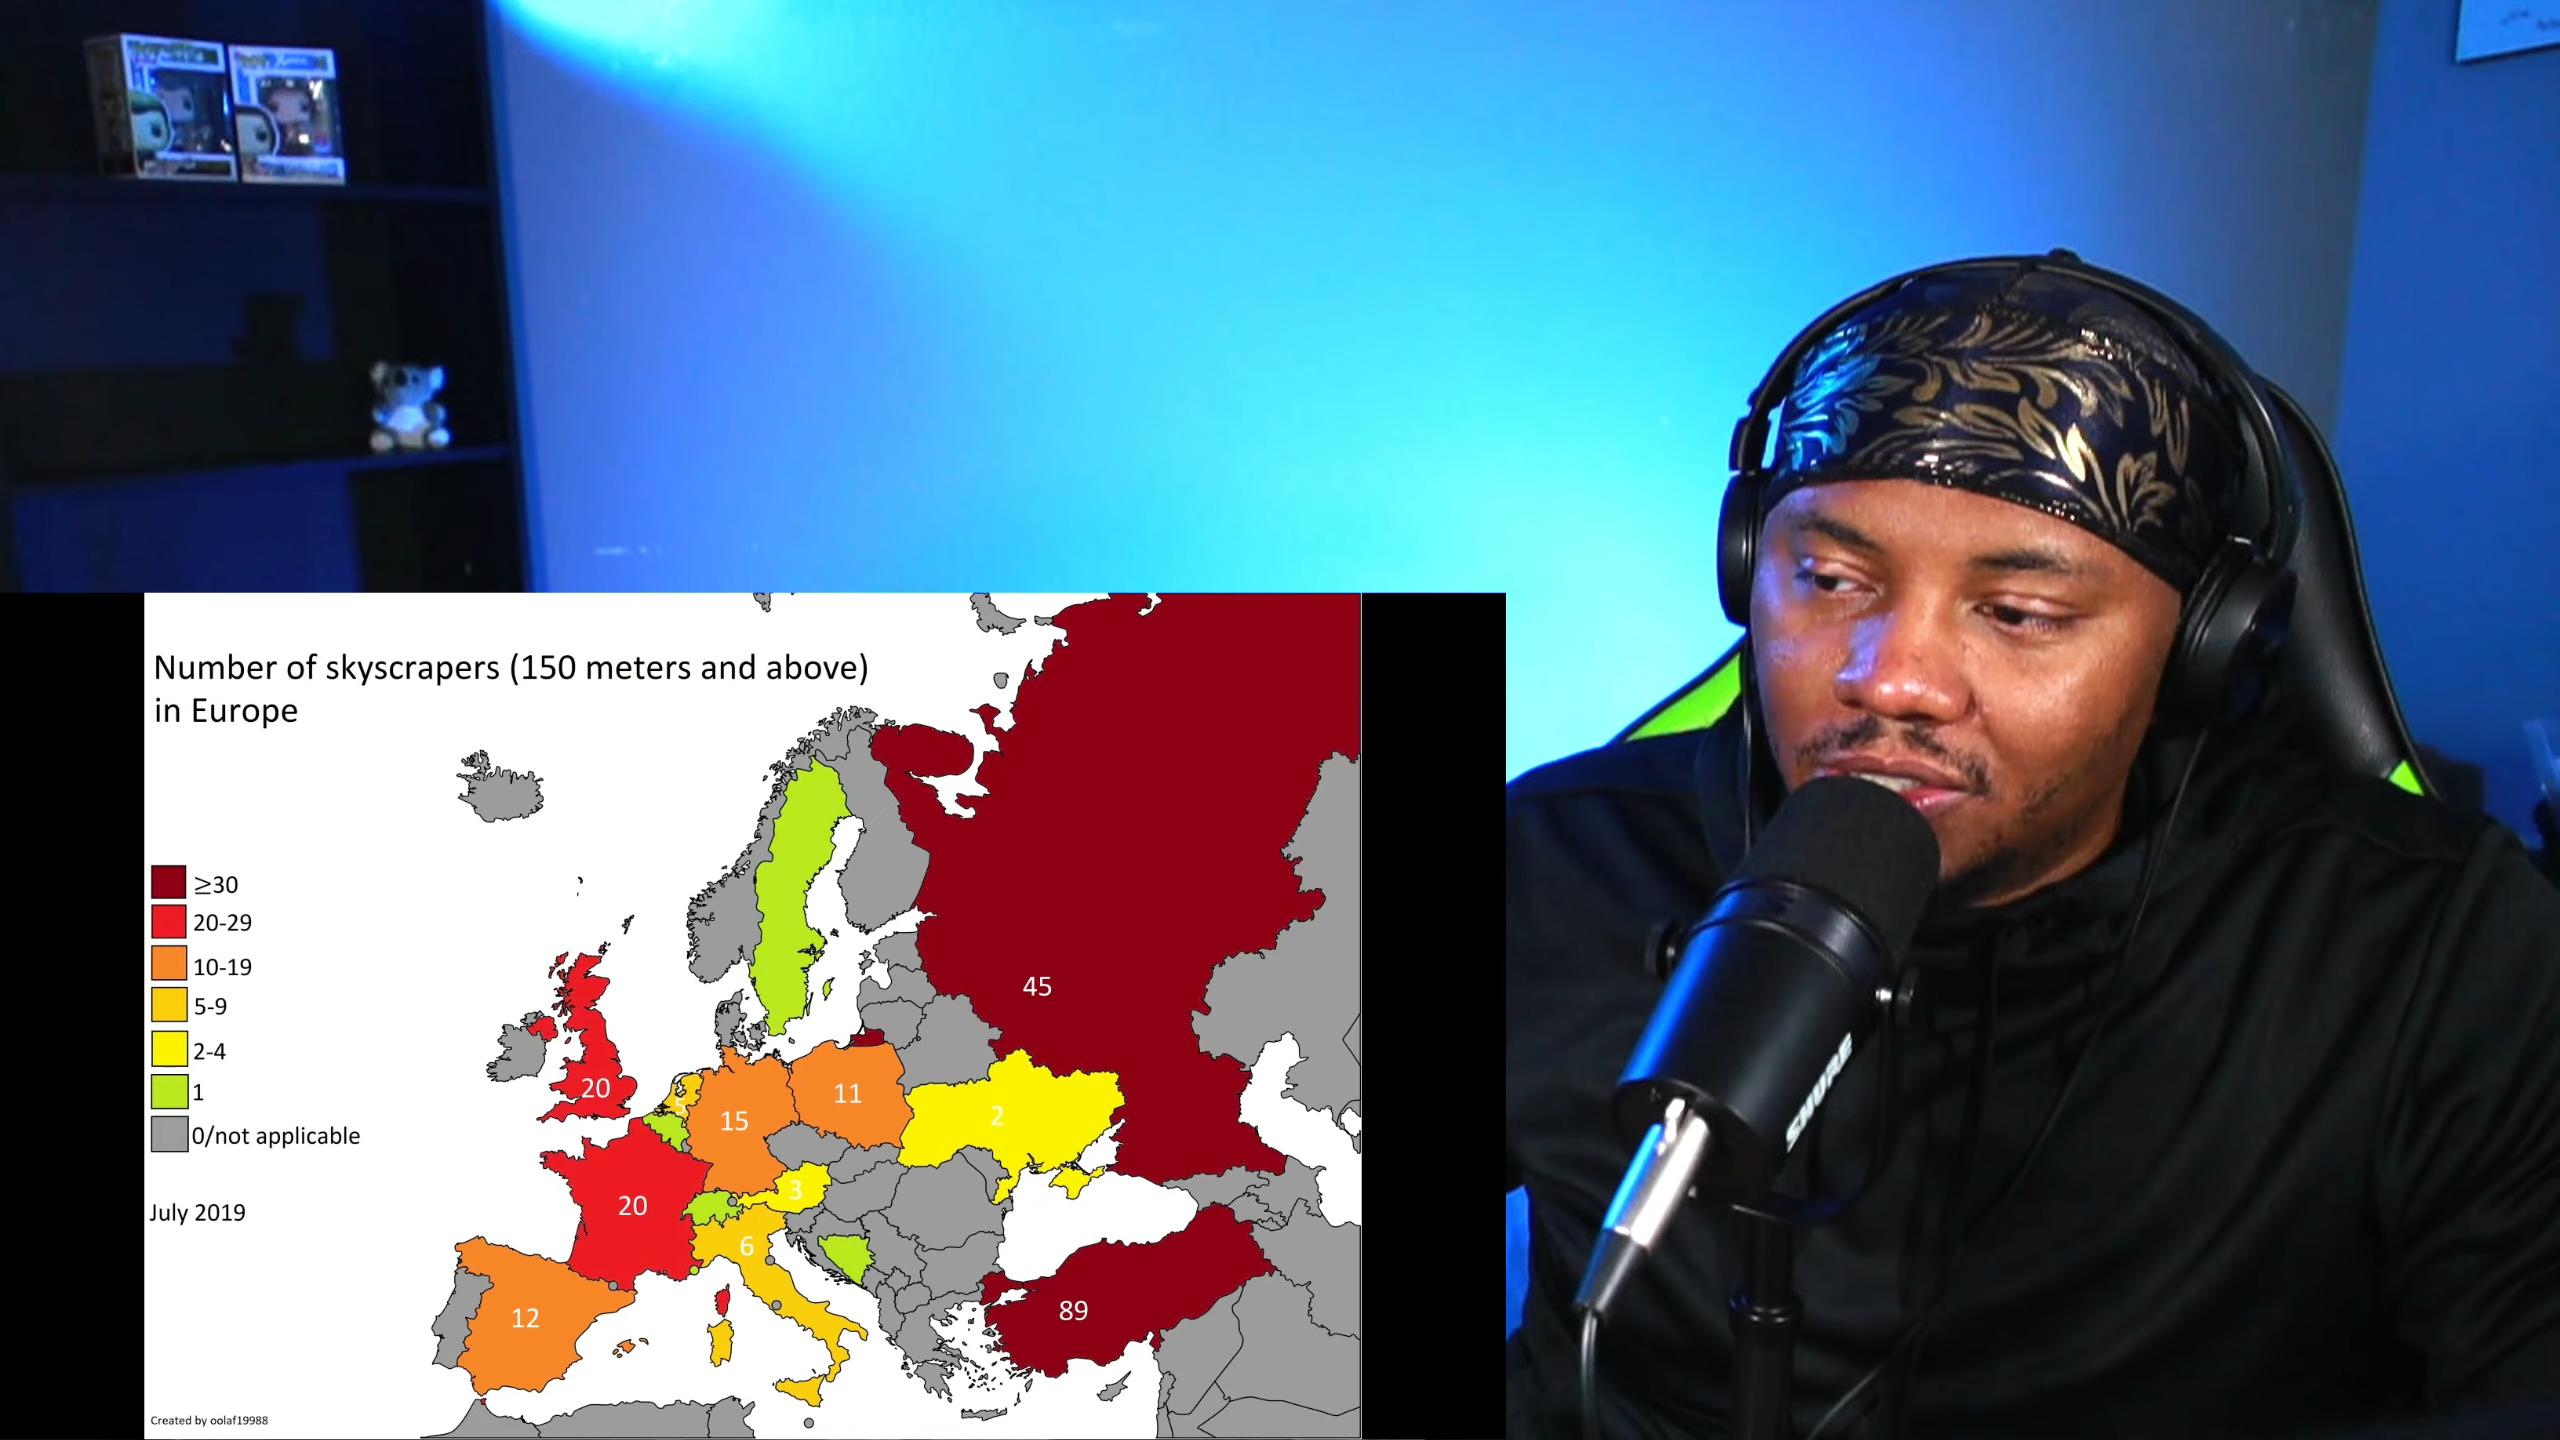 Number of skyscrapers (150 meters and above)
in Europe
≥30
20-29
10-19
5-9
2-4
1
0/not applicable
July 2019
45
20
5
15
11
2
20
3
6
12
89
Created by oolaf19988
SHURE